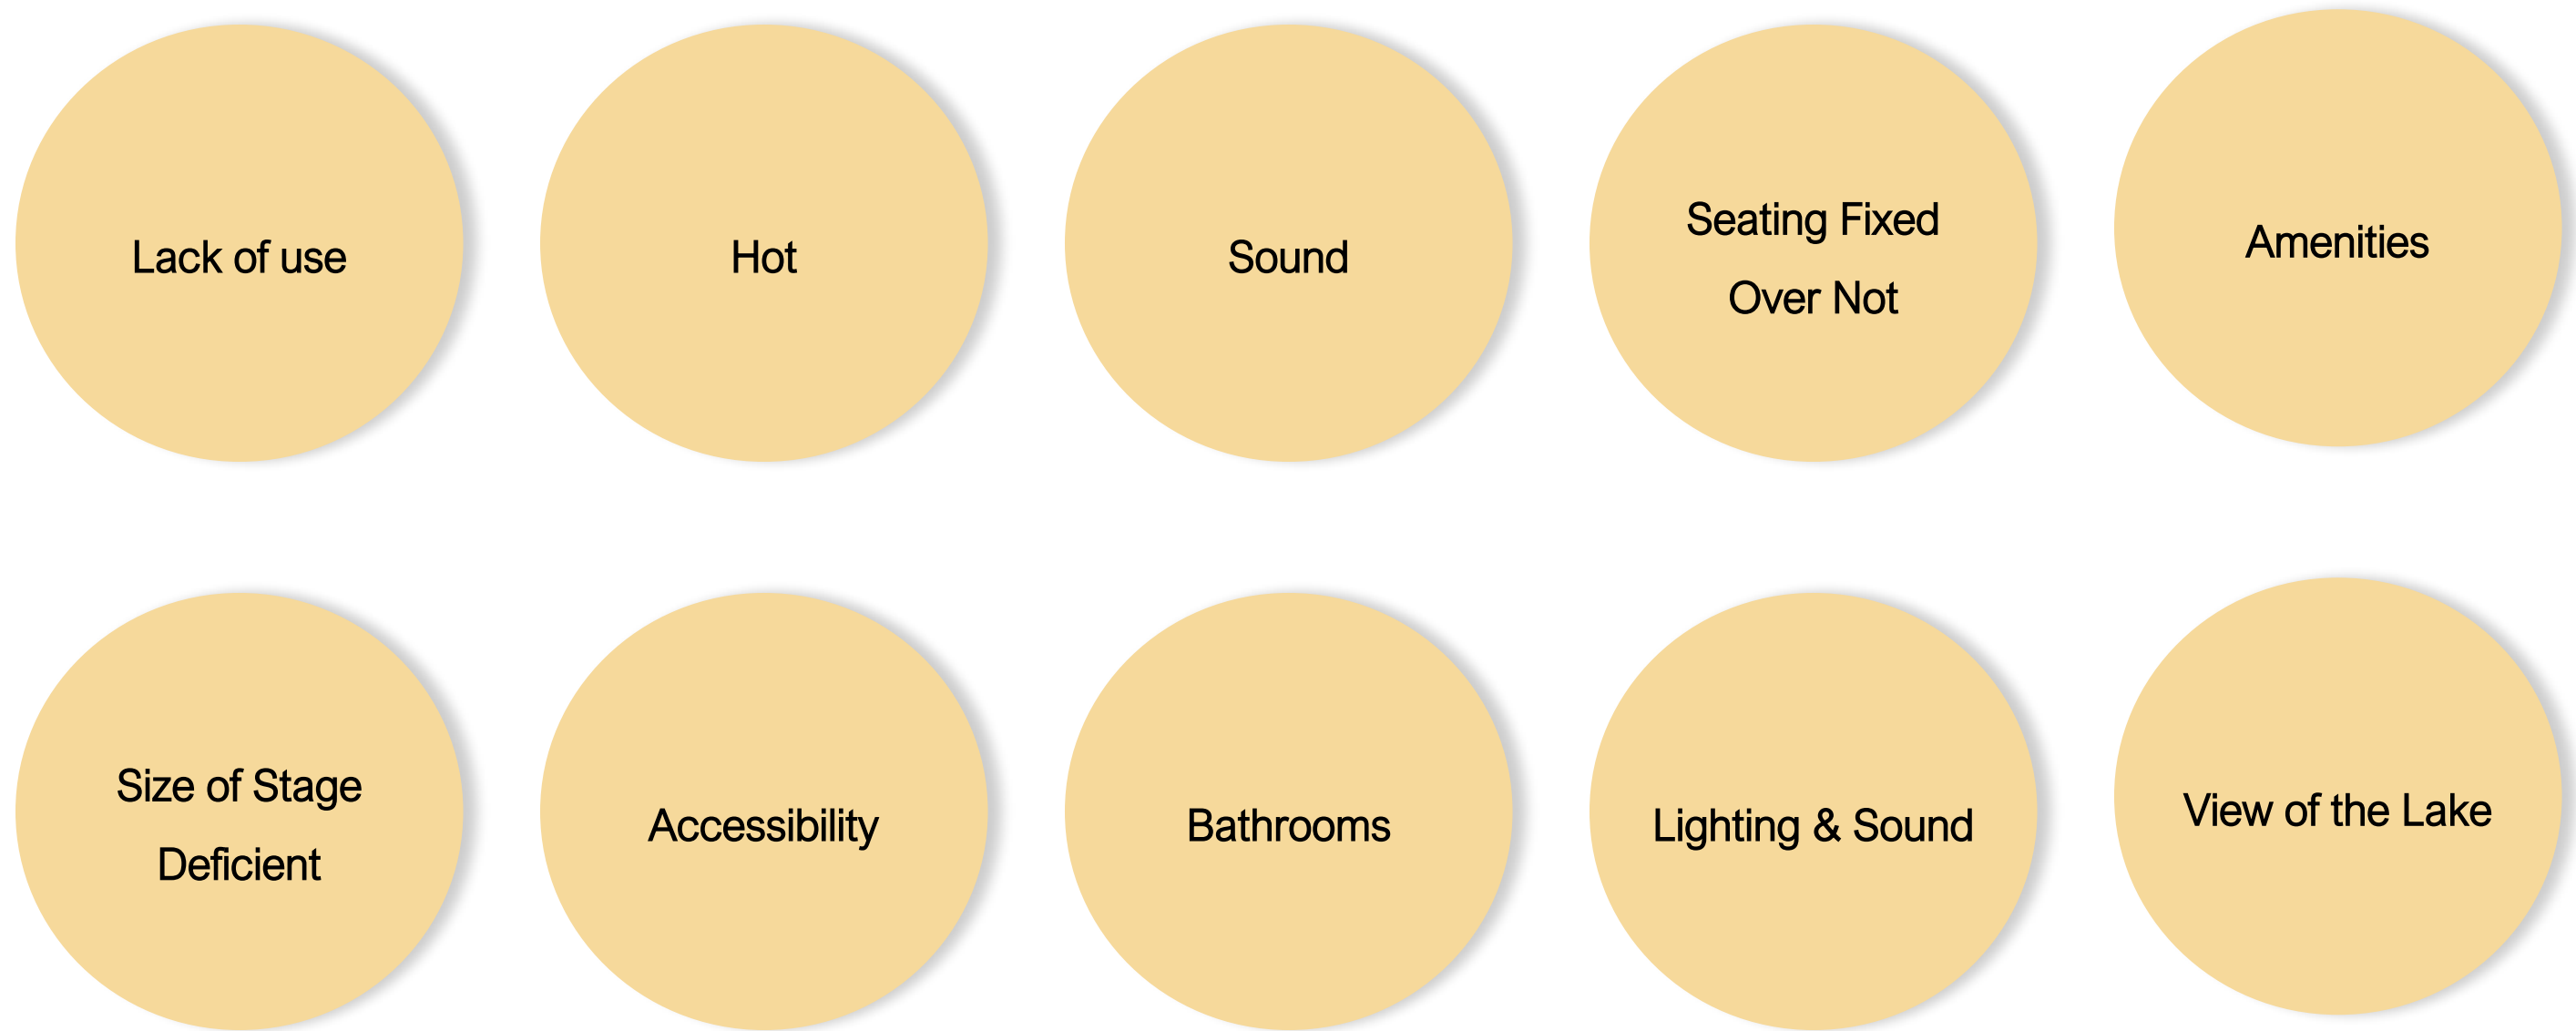 Lack of use
Hot
Sound
Seating Fixed
Over Not
Amenities
Size of Stage
Deficient
Accessibility
Bathrooms
Lighting & Sound
View of the Lake